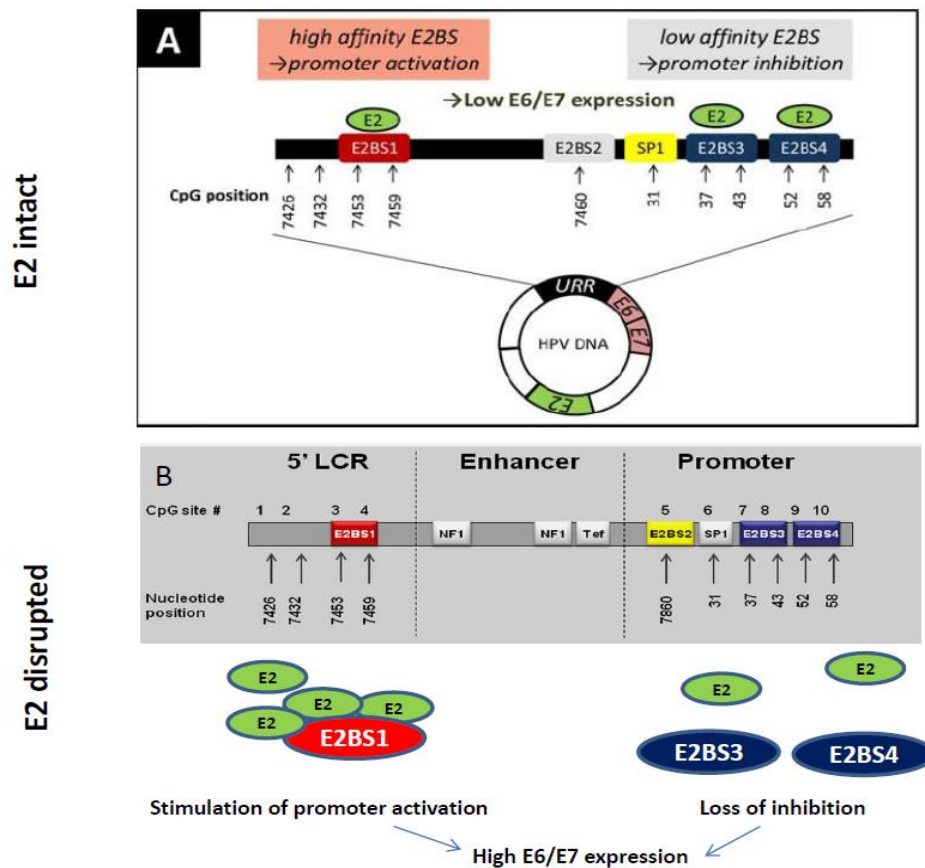 E2 intact
A
high affinity E2BS
→promoter activation
low affinity E2BS
→promoter inhibition
→Low E6/E7 expression
E2 E2 E2
E2BS1 E2BS2 SP1 E2BS3 E2BS4
CpG position
7426 7432 7453 7459 7460 31 37 43 52 58
URR
E6
E7
HPV DNA
E2
E2 disrupted
B
5' LCR Enhancer Promoter
CpG site # 1 2 3 4 5 6 7 8 9 10
E2BS1 NF1 NF1 Tef E2BS2 SP1 E2BS3 E2BS4
Nucleotide
position
7426 7432 7453 7459 7860 31 37 43 52 58
E2 E2
E2 E2 E2
E2 E2
E2BS1 E2BS3 E2BS4
Stimulation of promoter activation Loss of inhibition
High E6/E7 expression